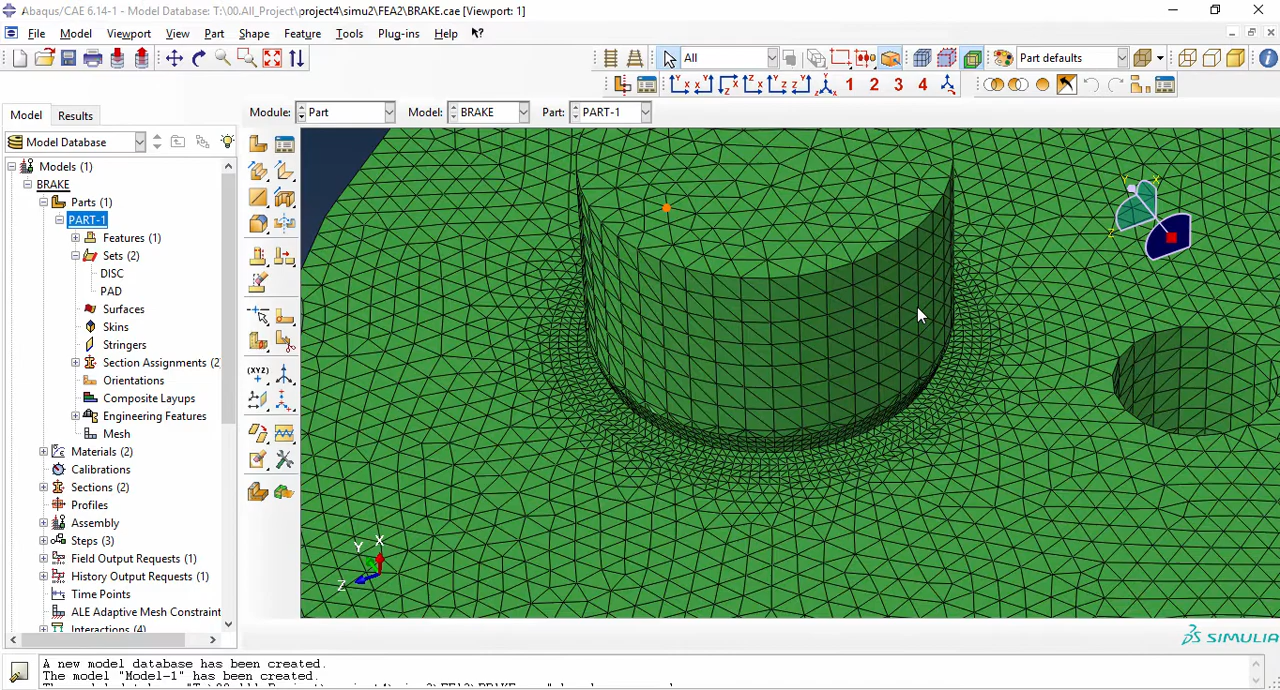 Abaqus/CAE 6.14-1 - Model Database: T:\00.All_Project\project4\simu2\FEA2\BRAKE.cae [Viewport: 1]
File Model Viewport View Part Shape Feature Tools Plug-ins Help
All Part defaults
1 2 3 4
Model Results Module: Part Model: BRAKE Part: PART-1
Model Database
Models (1)
BRAKE
Parts (1)
PART-1
Features (1)
Sets (2)
DISC
PAD
Surfaces
Skins
Stringers
Section Assignments (2
Orientations
Composite Layups
Engineering Features
Mesh
Materials (2)
Calibrations
Sections (2)
Profiles
Assembly
Steps (3)
Field Output Requests (1)
History Output Requests (1)
Time Points
ALE Adaptive Mesh Constraint
Interactions (4)
(XYZ)
Y X
Z
Y X
Z
SIMULIA
A new model database has been created.
The model "Model-1" has been created.